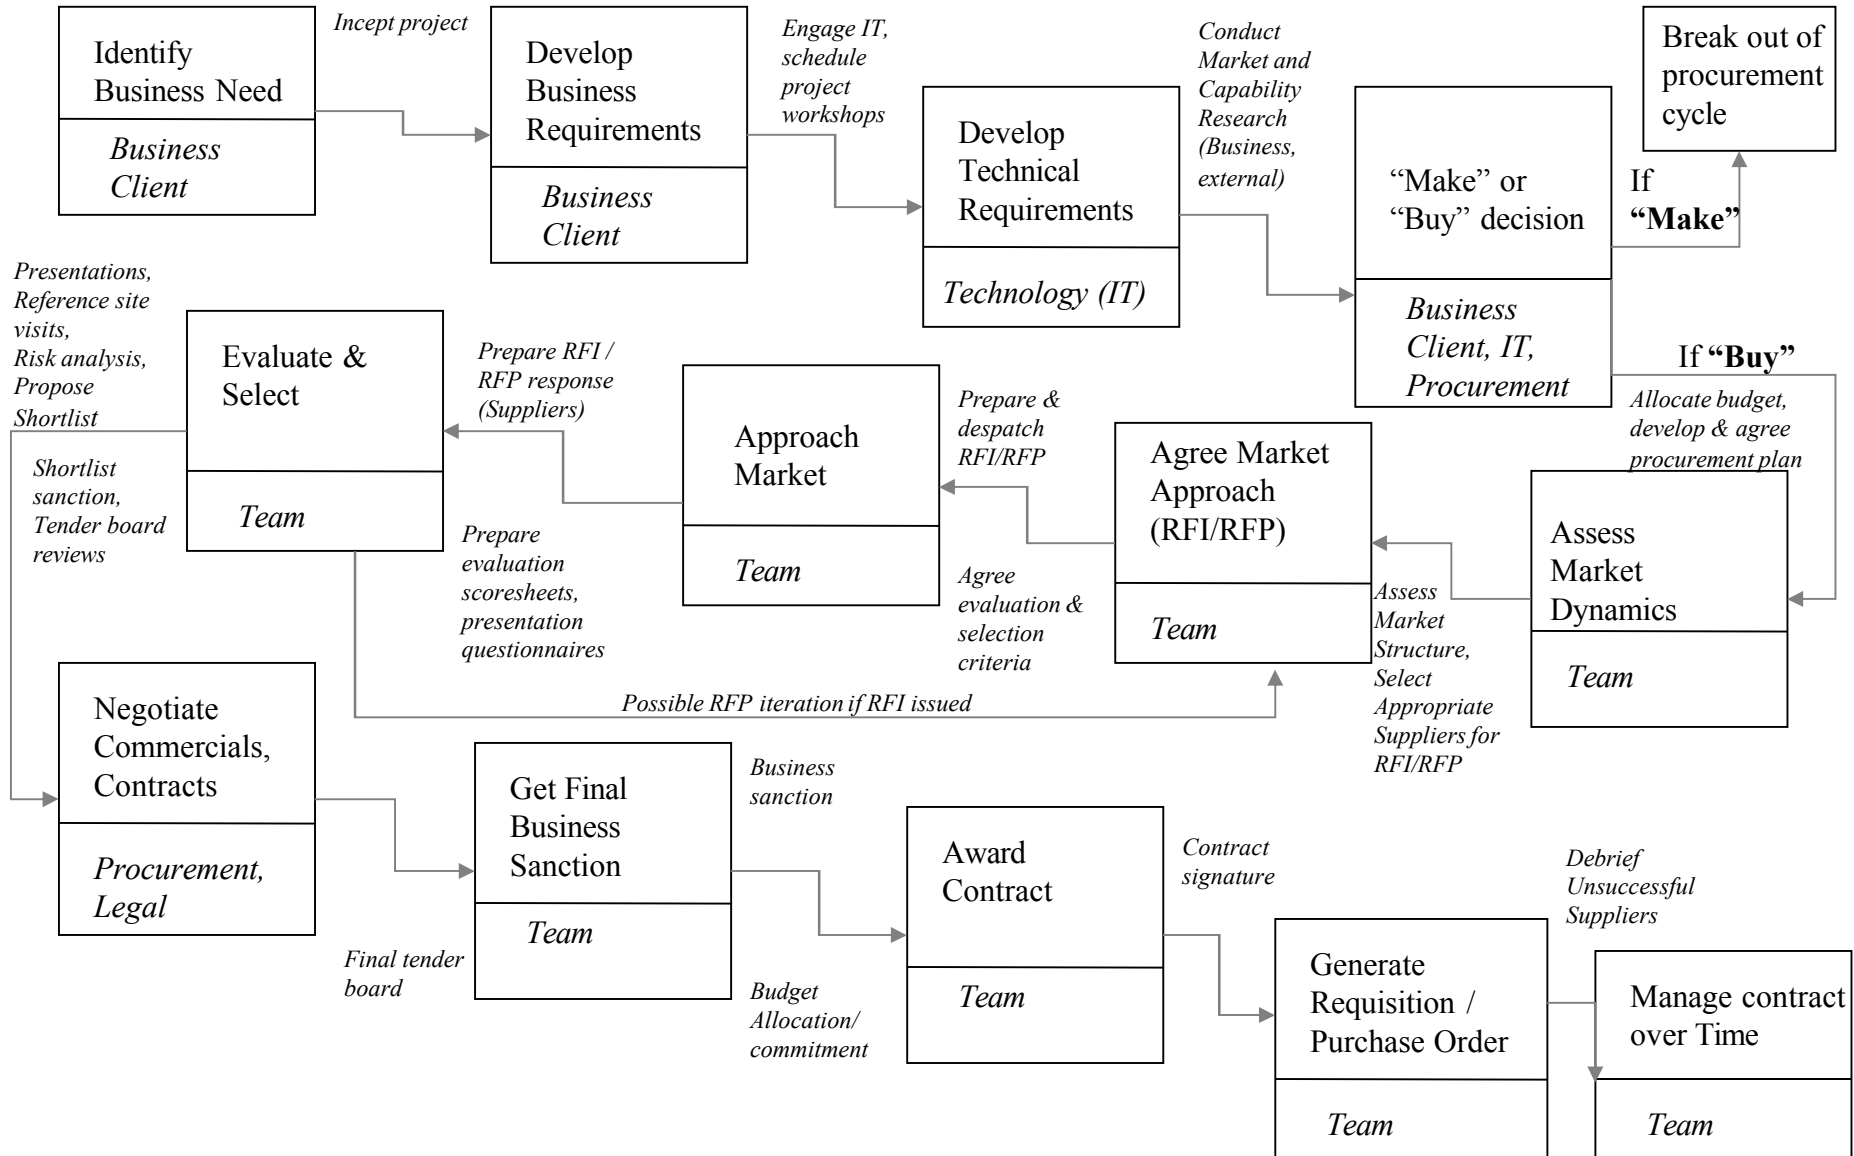 Identify
Business Need
Business
Client
Incept project
Develop
Business
Requirements
Business
Client
Engage IT,
schedule
project
workshops
Develop
Technical
Requirements
Technology (IT)
Conduct
Market and
Capability
Research
(Business,
external)
“Make” or
“Buy” decision
Business
Client, IT,
Procurement
If
“Make”
Break out of
procurement
cycle
If “Buy”
Allocate budget,
develop & agree
procurement plan
Assess
Market
Dynamics
Team
Assess
Market
Structure,
Select
Appropriate
Suppliers for
RFI/RFP
Agree Market
Approach
(RFI/RFP)
Team
Prepare &
despatch
RFI/RFP
Agree
evaluation &
selection
criteria
Approach
Market
Team
Prepare RFI /
RFP response
(Suppliers)
Prepare
evaluation
scoresheets,
presentation
questionnaires
Evaluate &
Select
Team
Possible RFP iteration if RFI issued
Presentations,
Reference site
visits,
Risk analysis,
Propose
Shortlist
Shortlist
sanction,
Tender board
reviews
Negotiate
Commercials,
Contracts
Procurement,
Legal
Final tender
board
Get Final
Business
Sanction
Team
Business
sanction
Budget
Allocation/
commitment
Award
Contract
Team
Contract
signature
Generate
Requisition /
Purchase Order
Team
Debrief
Unsuccessful
Suppliers
Manage contract
over Time
Team